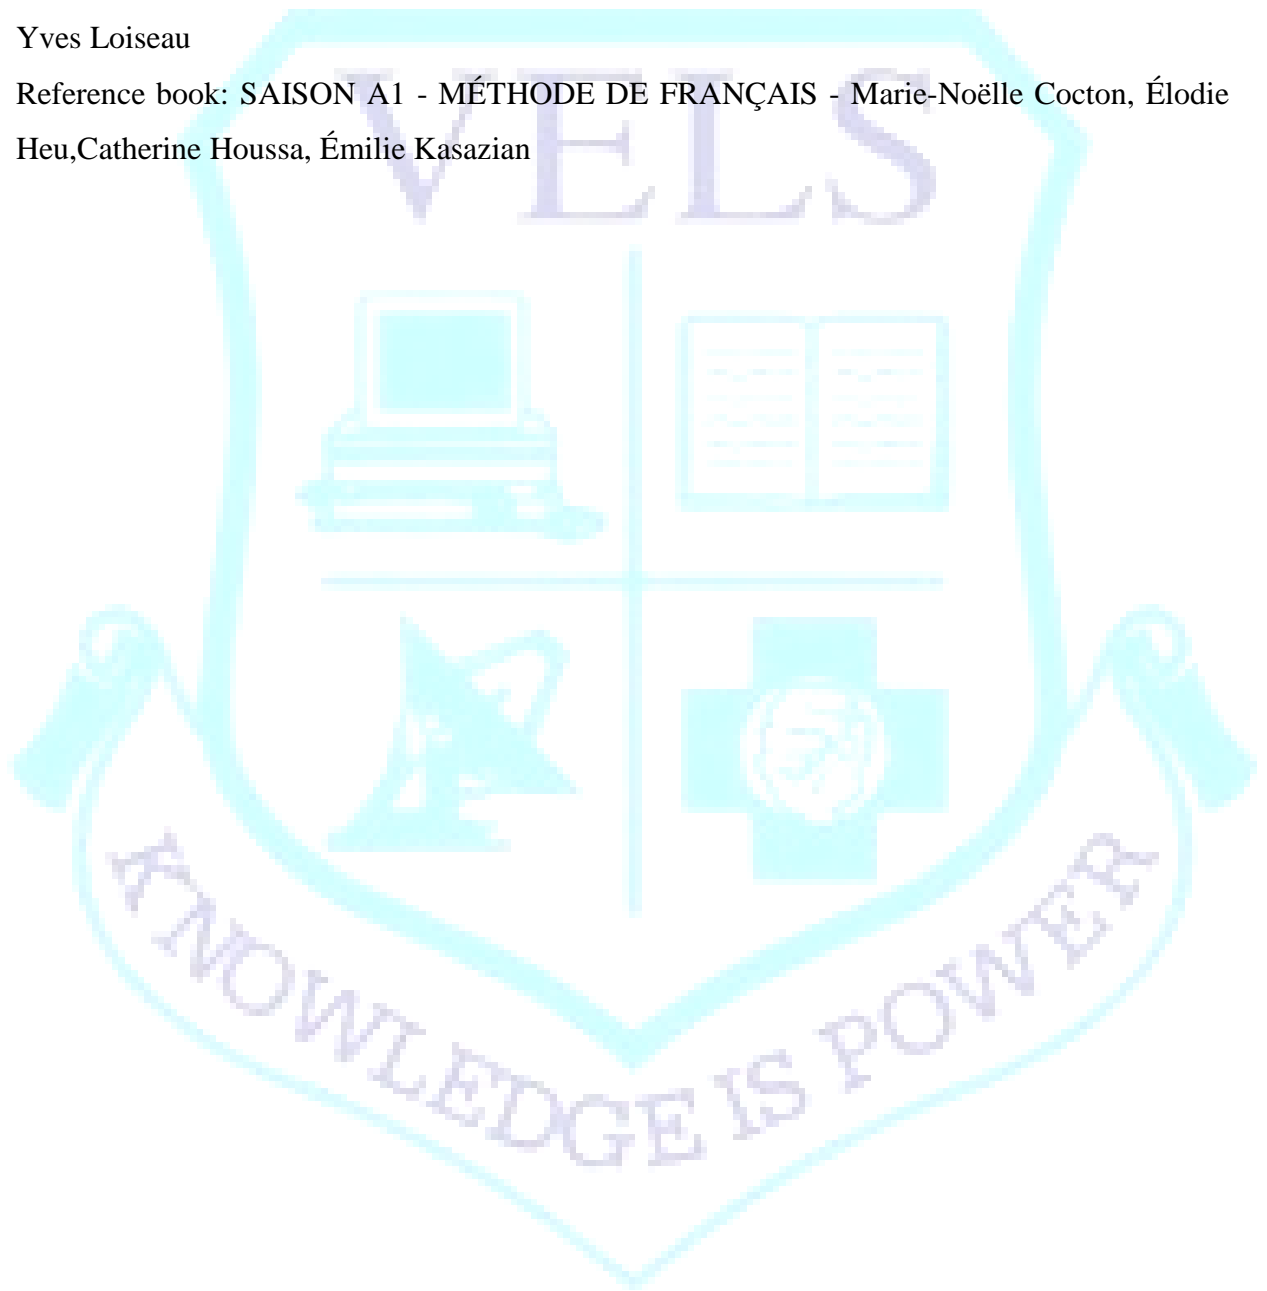 Yves Loiseau
Reference book: SAISON A1 - MÉTHODE DE FRANÇAIS - Marie-Noëlle Cocton, Élodie
Heu,Catherine Houssa, Émilie Kasazian
VELS
KNOWLEDGE IS POWER